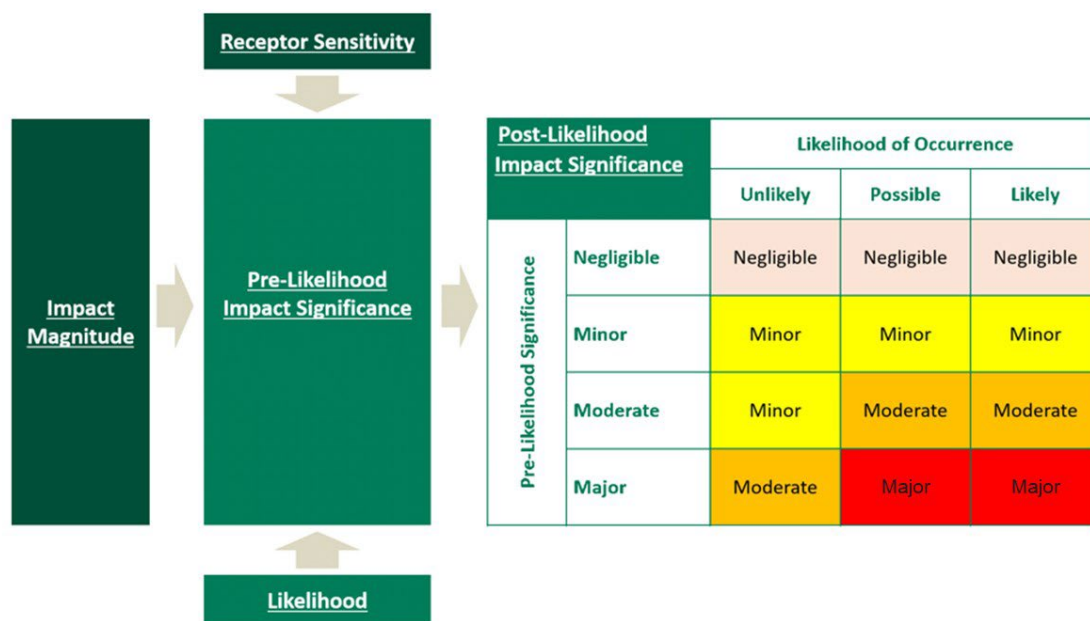 Receptor Sensitivity
Impact
Magnitude
Pre-Likelihood
Impact Significance
Likelihood
Post-Likelihood
Impact Significance
Likelihood of Occurrence
Unlikely Possible Likely
Pre-Likelihood Significance
Negligible Negligible Negligible Negligible
Minor Minor Minor Minor
Moderate Minor Moderate Moderate
Major Moderate Major Major